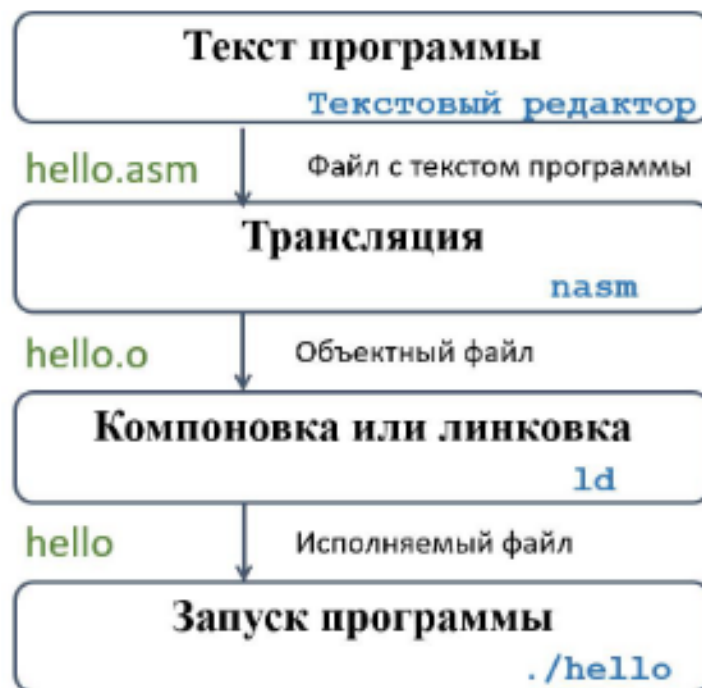 Текст программы
Текстовый редактор
hello.asm Файл с текстом программы
Трансляция
nasm
hello.o Объектный файл
Компоновка или линковка
ld
hello Исполняемый файл
Запуск программы
./hello